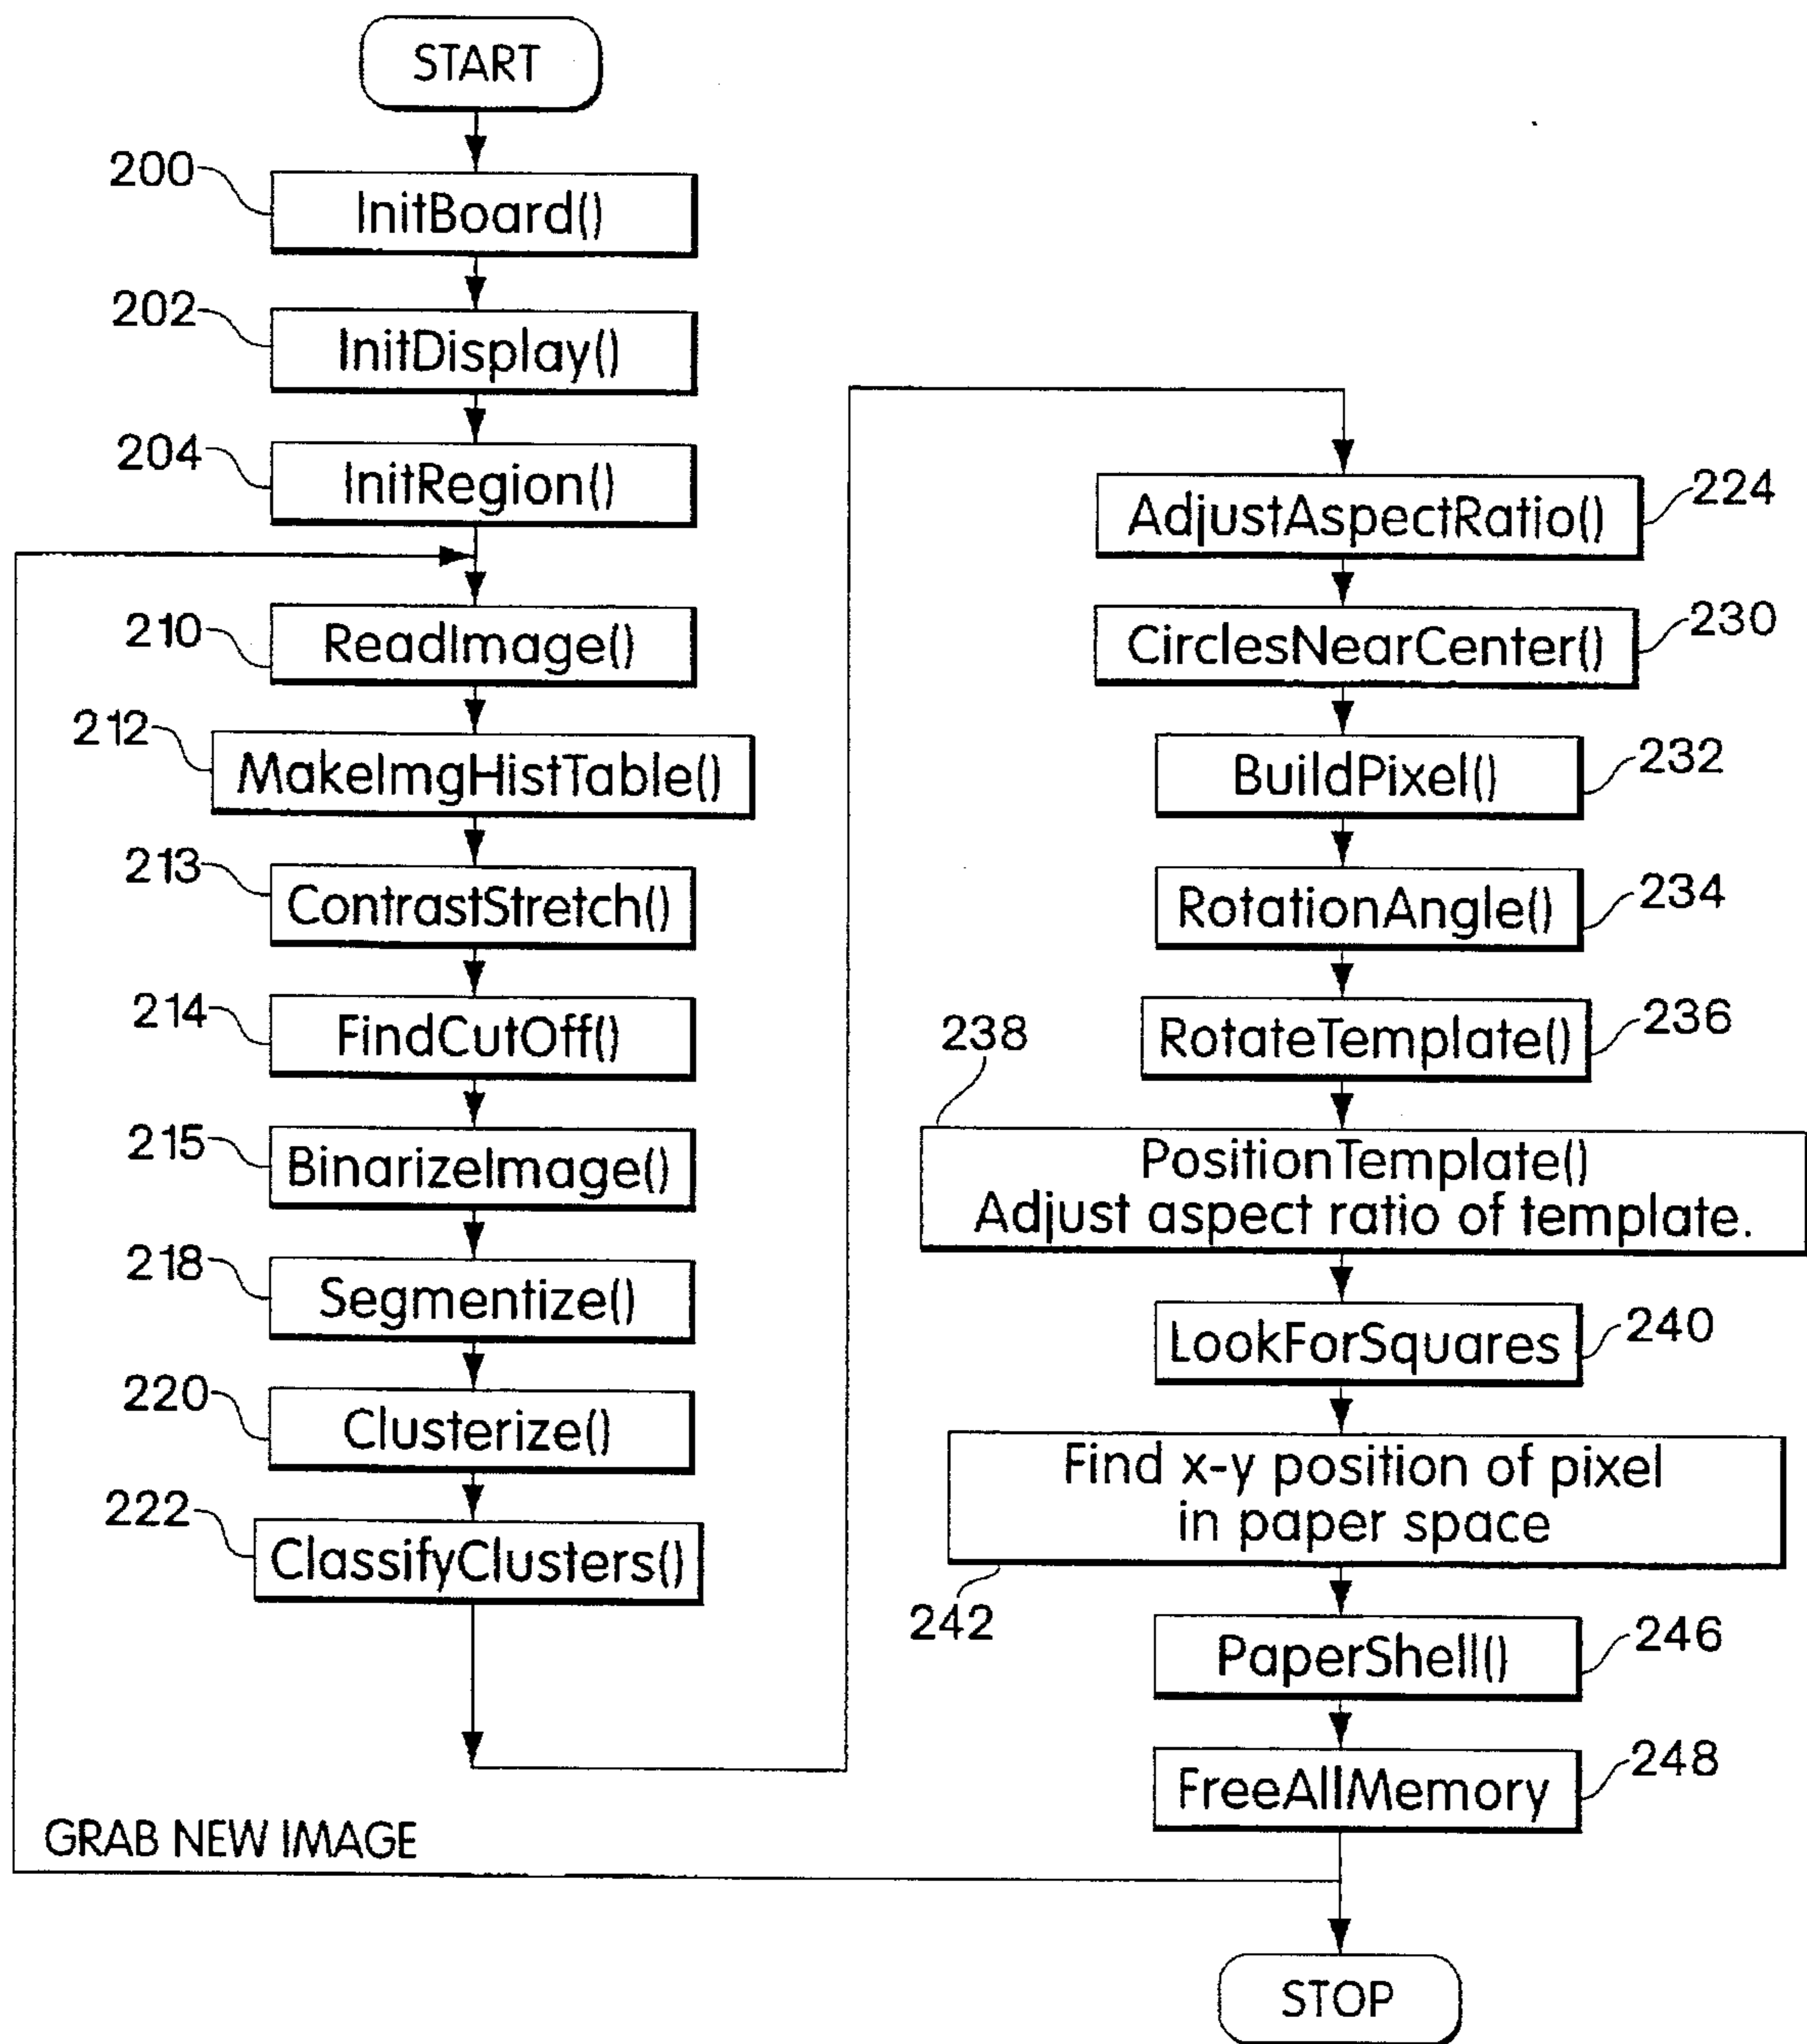 START
200
InitBoard()
202
InitDisplay()
204
InitRegion()
210
ReadImage()
212
MakeImgHistTable()
213
ContrastStretch()
214
FindCutOff()
215
BinarizeImage()
218
Segmentize()
220
Clusterize()
222
ClassifyClusters()
AdjustAspectRatio()
224
CirclesNearCenter()
230
BuildPixel()
232
RotationAngle()
234
RotateTemplate()
236
238
PositionTemplate()
Adjust aspect ratio of template.
LookForSquares
240
Find x-y position of pixel
in paper space
242
PaperShell()
246
FreeAllMemory
248
GRAB NEW IMAGE
STOP